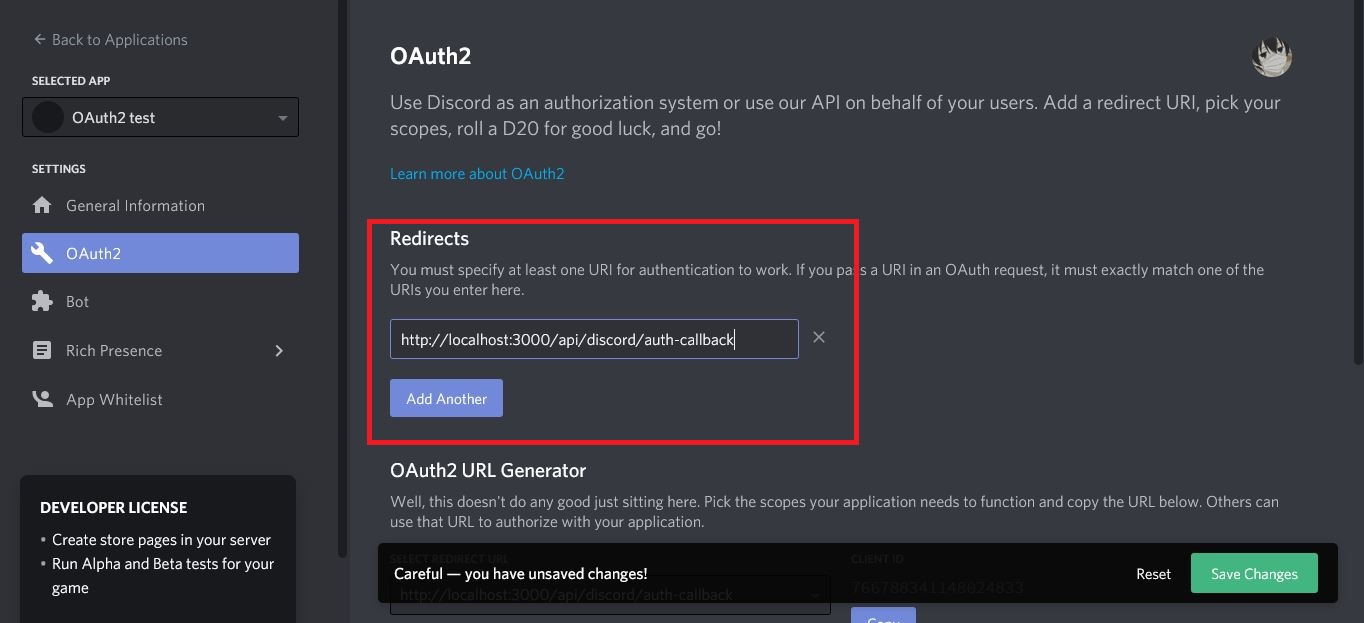 Back to Applications
SELECTED APP
OAuth2 test
SETTINGS
General Information
OAuth2
Bot
Rich Presence
App Whitelist
DEVELOPER LICENSE
• Create store pages in your server
• Run Alpha and Beta tests for your
game
OAuth2
Use Discord as an authorization system or use our API on behalf of your users. Add a redirect URI, pick your
scopes, roll a D20 for good luck, and go!
Learn more about OAuth2
Redirects
You must specify at least one URI for authentication to work. If you pass a URI in an OAuth request, it must exactly match one of the
URIs you enter here.
http://localhost:3000/api/discord/auth-callback
Add Another
OAuth2 URL Generator
Well, this doesn't do any good just sitting here. Pick the scopes your application needs to function and copy the URL below. Others can
use that URL to authorize with your application.
SELECT REDIRECT URL
CLIENT ID
Careful — you have unsaved changes!
Reset
Save Changes
http://localhost:3000/api/discord/auth-callback
766788341148024833
Copy